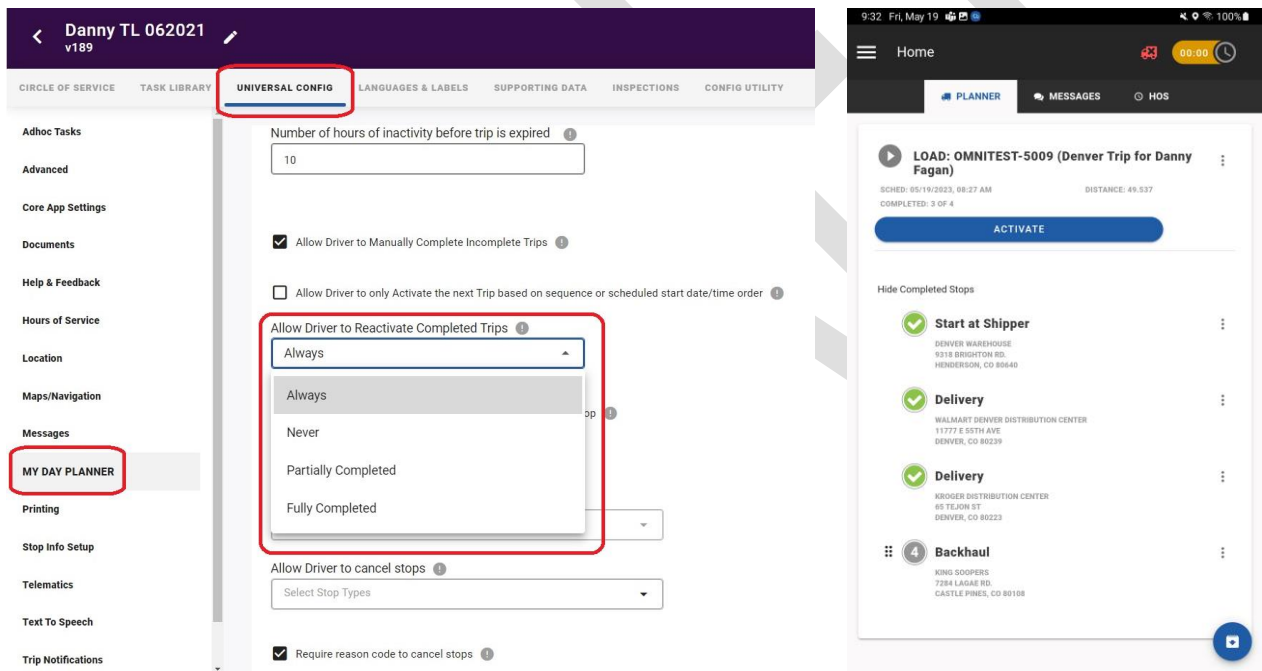 Danny TL 062021
v189
CIRCLE OF SERVICE
TASK LIBRARY
UNIVERSAL CONFIG
LANGUAGES & LABELS
SUPPORTING DATA
INSPECTIONS
CONFIG UTILITY
Adhoc Tasks
Advanced
Core App Settings
Documents
Help & Feedback
Hours of Service
Location
Maps/Navigation
Messages
MY DAY PLANNER
Printing
Stop Info Setup
Telematics
Text To Speech
Trip Notifications
Number of hours of inactivity before trip is expired
10
Allow Driver to Manually Complete Incomplete Trips
Allow Driver to only Activate the next Trip based on sequence or scheduled start date/time order
Allow Driver to Reactivate Completed Trips
Always
Always
op
Never
Partially Completed
Fully Completed
Allow Driver to cancel stops
Select Stop Types
Require reason code to cancel stops
9:32 Fri, May 19
100%
Home
00:00
PLANNER
MESSAGES
HOS
LOAD: OMNITEST-5009 (Denver Trip for Danny
Fagan)
SCHED: 05/19/2023, 08:27 AM
DISTANCE: 49.537
COMPLETED: 3 OF 4
ACTIVATE
Hide Completed Stops
Start at Shipper
DENVER WAREHOUSE
9318 BRIGHTON RD.
HENDERSON, CO 80640
Delivery
WALMART DENVER DISTRIBUTION CENTER
11777 E 55TH AVE
DENVER, CO 80239
Delivery
KROGER DISTRIBUTION CENTER
65 TEJON ST
DENVER, CO 80223
4 Backhaul
KING SOOPERS
7284 LAGAE RD.
CASTLE PINES, CO 80108